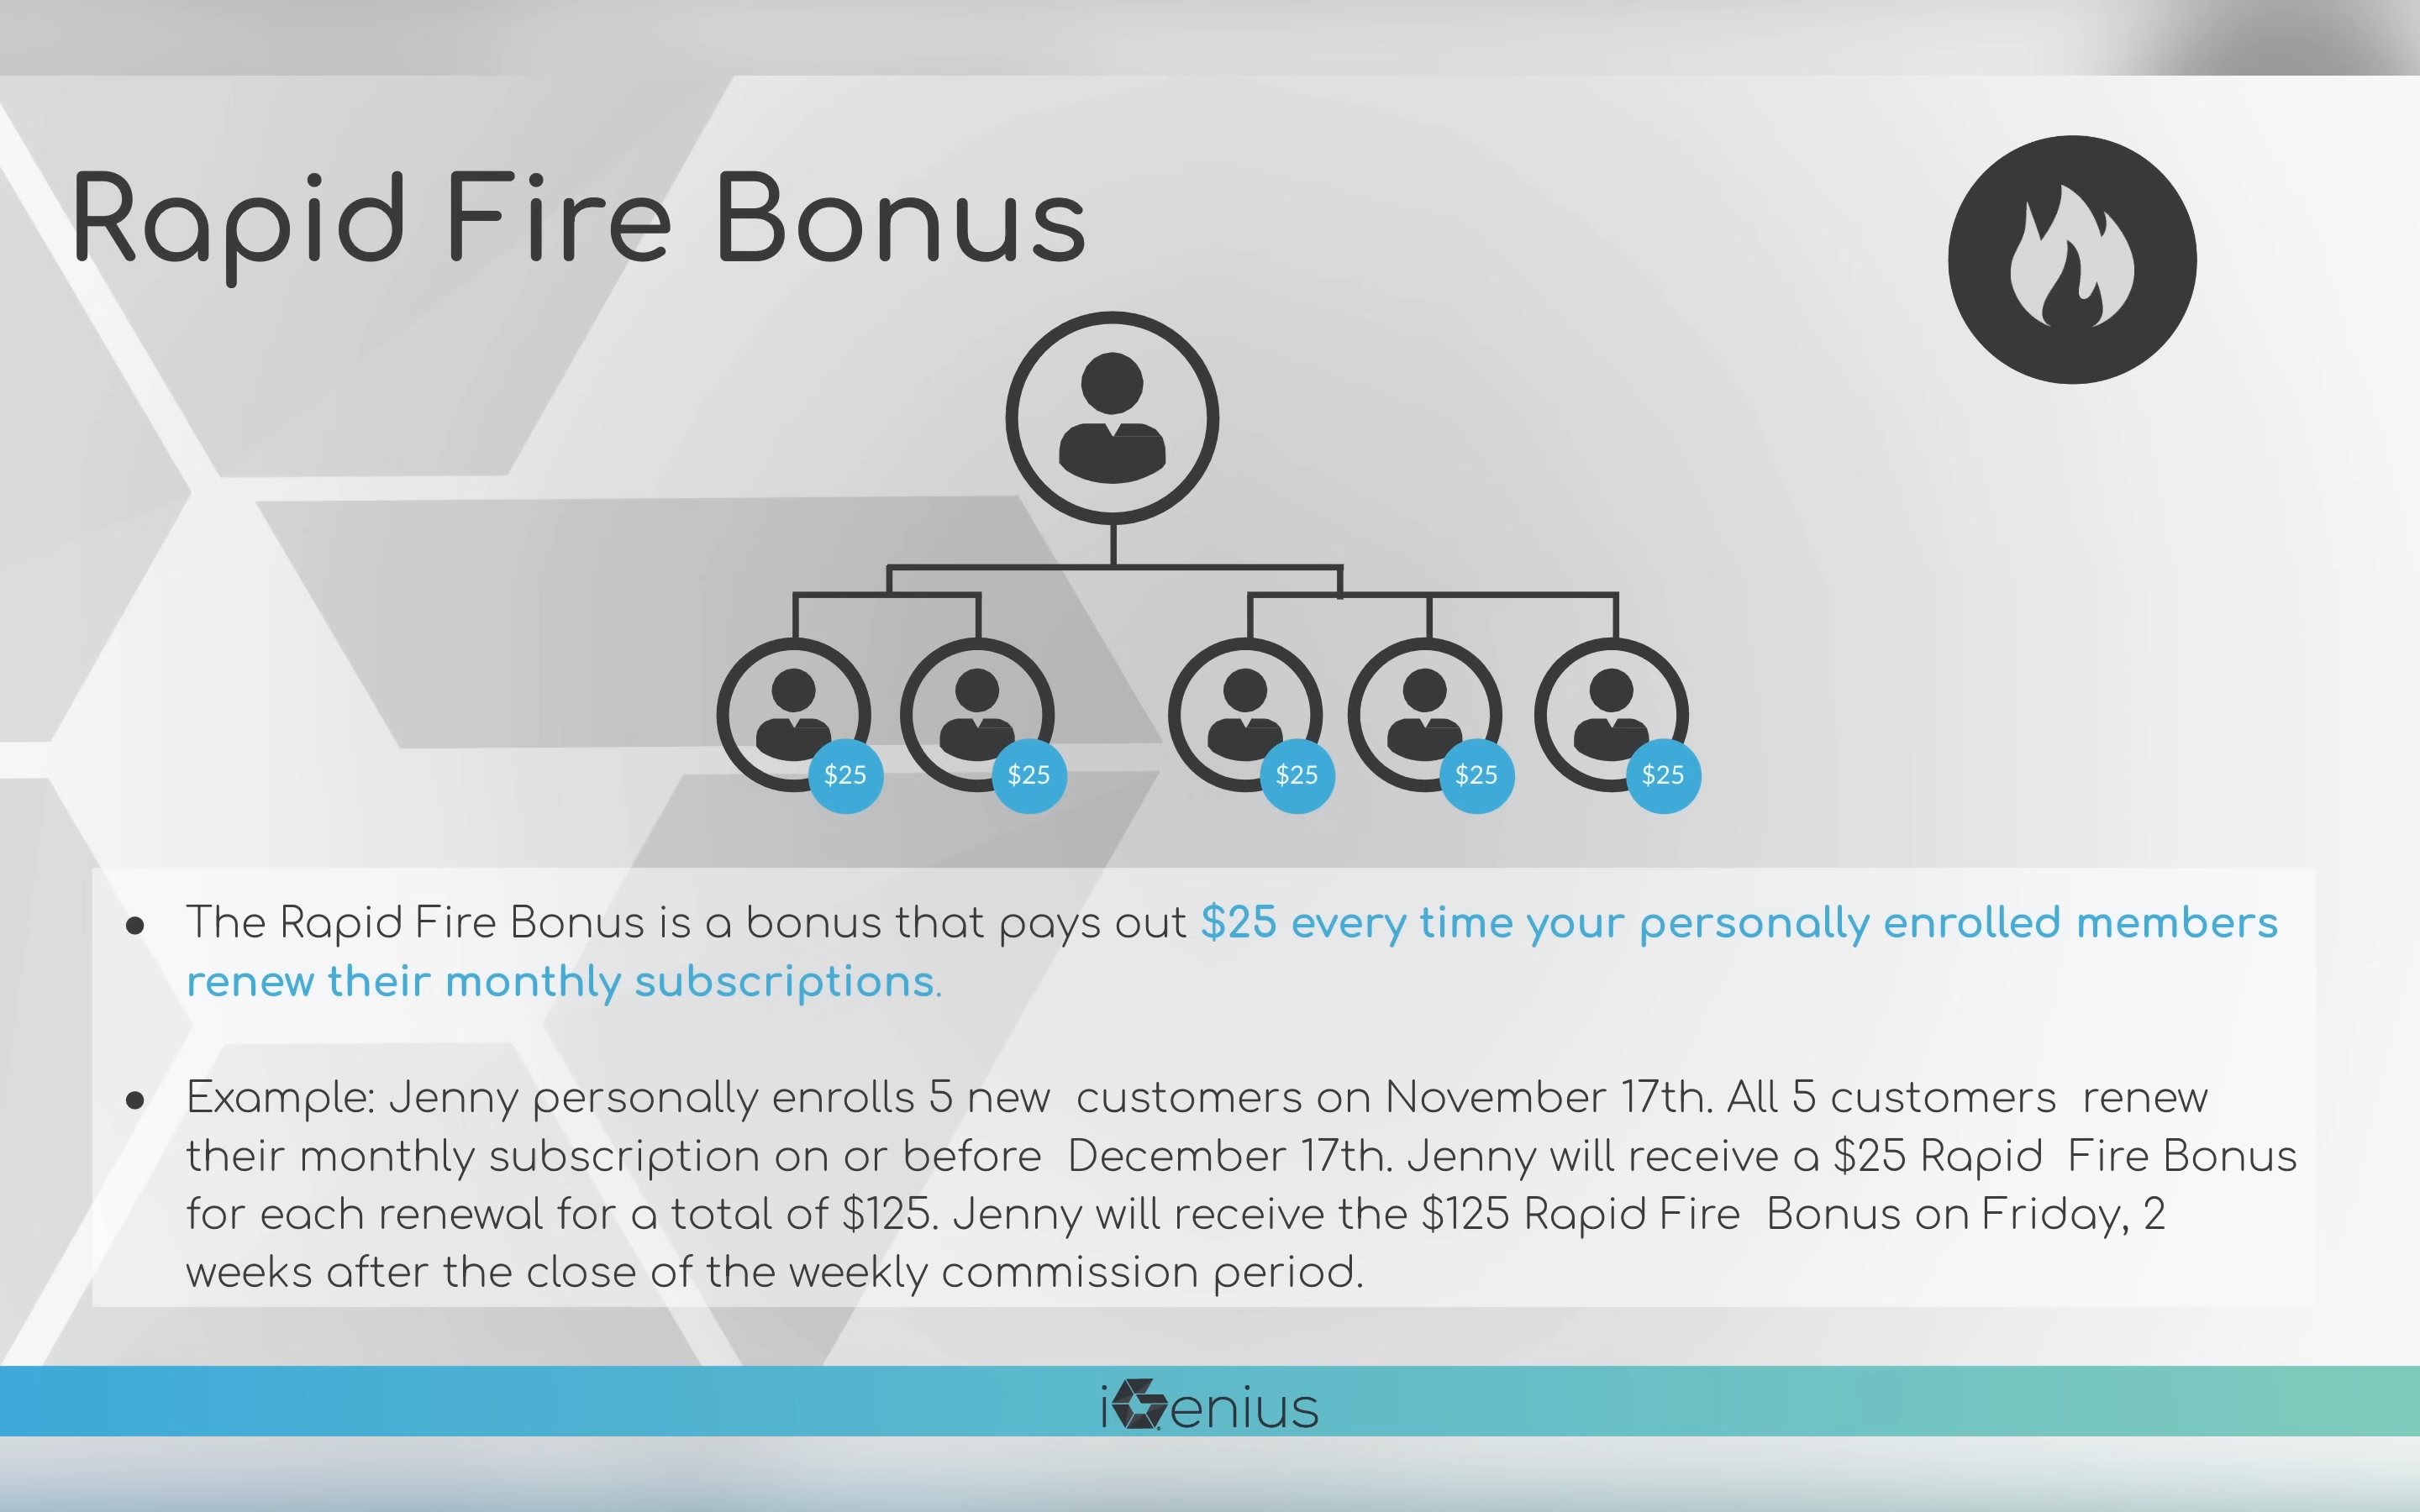 Rapid Fire Bonus
$25
$25
$25
$25
$25
● The Rapid Fire Bonus is a bonus that pays out $25 every time your personally enrolled members
renew their monthly subscriptions.
● Example: Jenny personally enrolls 5 new customers on November 17th. All 5 customers renew
their monthly subscription on or before December 17th. Jenny will receive a $25 Rapid Fire Bonus
for each renewal for a total of $125. Jenny will receive the $125 Rapid Fire Bonus on Friday, 2
weeks after the close of the weekly commission period.
iGenius